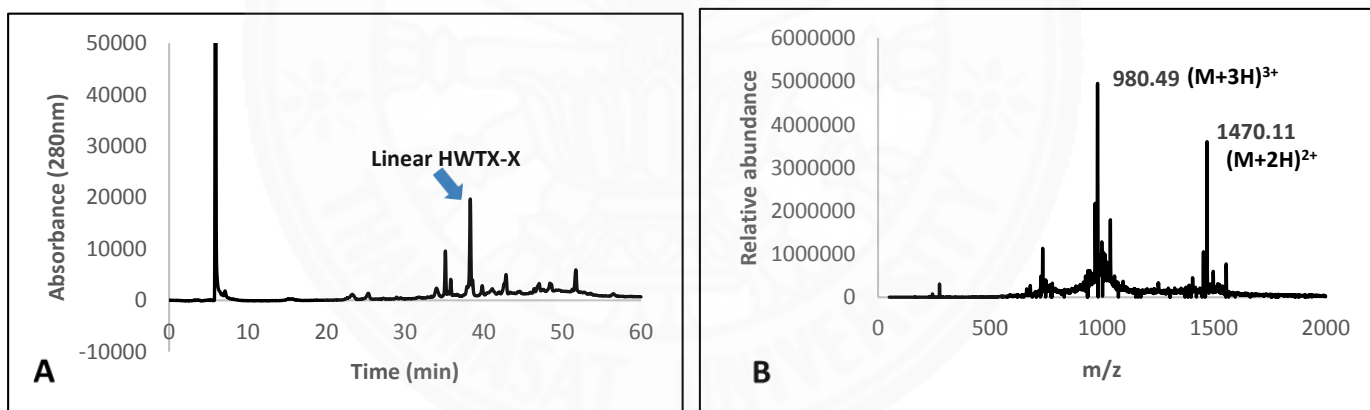 50000
40000
30000
20000
10000
0
-10000
Absorbance (280nm)
Linear HWTX-X
0 10 20 30 40 50 60
Time (min)
A
6000000
5000000
4000000
3000000
2000000
1000000
0
Relative abundance
980.49 (M+3H)3+
1470.11
(M+2H)2+
0 500 1000 1500 2000
m/z
B
THAMMASAT UNIVERSITY